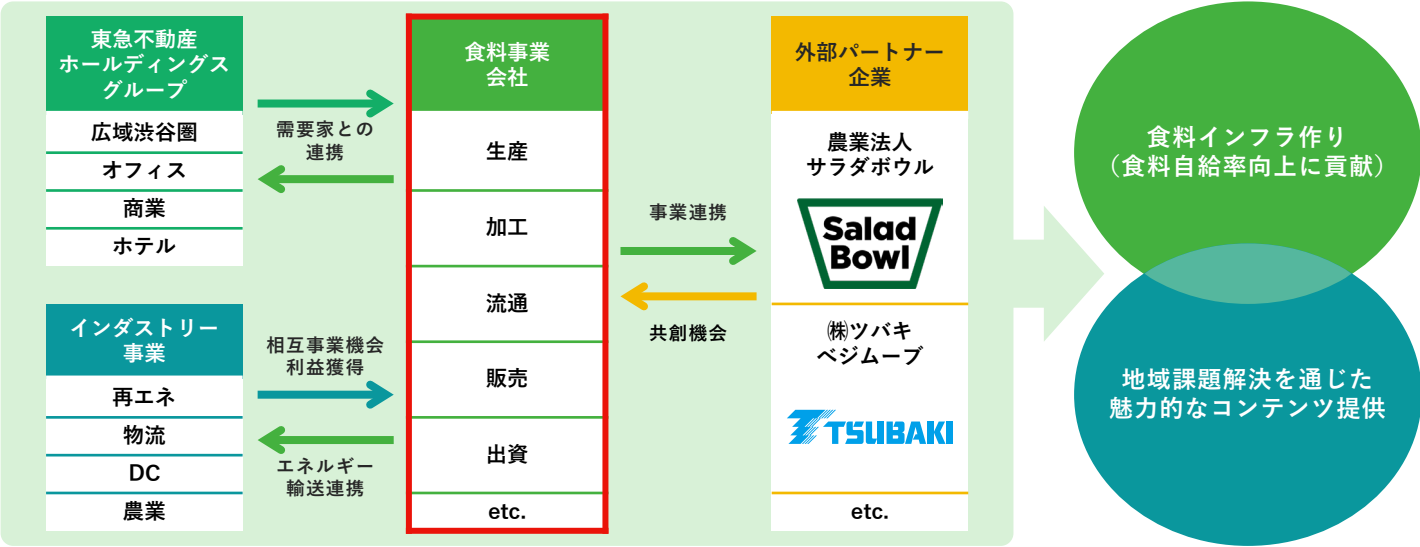 東急不動産
ホールディングス
グループ
広域渋谷圏
オフィス
商業
ホテル
インダストリー
事業
再エネ
物流
DC
農業
需要家との
連携
相互事業機会
利益獲得
エネルギー
輸送連携
食料事業
会社
生産
加工
流通
販売
出資
etc.
事業連携
共創機会
外部パートナー
企業
農業法人
サラダボウル
Salad
Bowl
㈱ツバキ
ベジムーブ
TSUBAKI
etc.
食料インフラ作り
（食料自給率向上に貢献）
地域課題解決を通じた
魅力的なコンテンツ提供